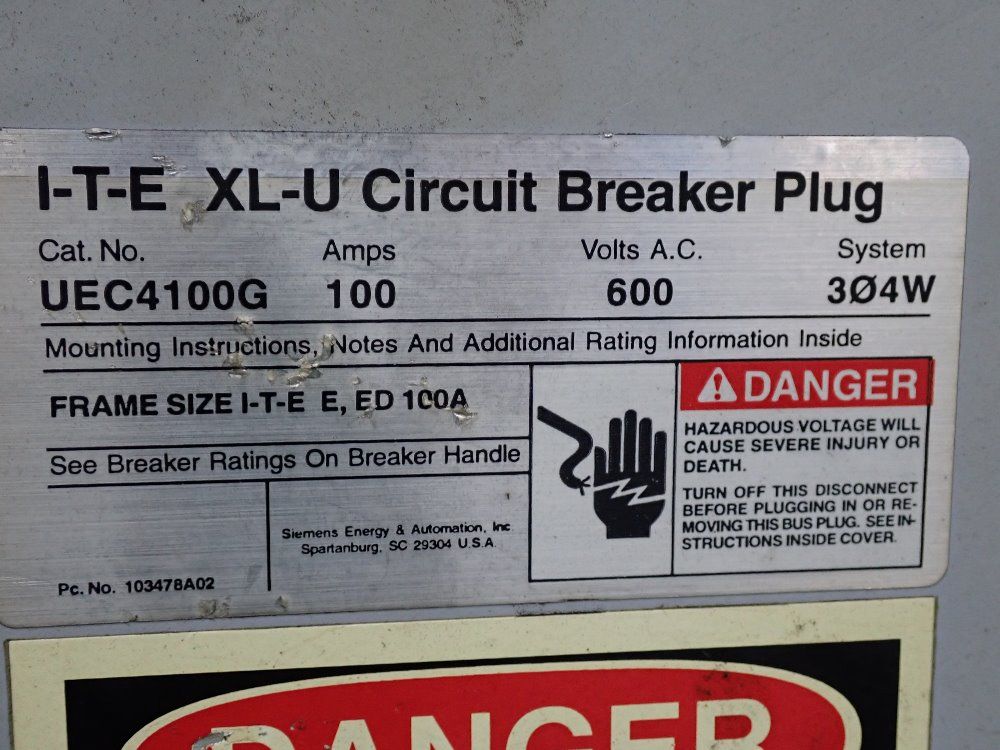 I-T-E XL-U Circuit Breaker Plug
Cat. No. Amps Volts A.C. System
UEC4100G 100 600 3Ø4W
Mounting Instructions, Notes And Additional Rating Information Inside
FRAME SIZE I-T-E E, ED 100A
See Breaker Ratings On Breaker Handle
Siemens Energy & Automation, Inc.
Spartanburg, SC 29304 U.S.A.
Pc. No. 103478A02
DANGER
HAZARDOUS VOLTAGE WILL
CAUSE SEVERE INJURY OR
DEATH.
TURN OFF THIS DISCONNECT
BEFORE PLUGGING IN OR RE-
MOVING THIS BUS PLUG. SEE IN-
STRUCTIONS INSIDE COVER.
DANGER